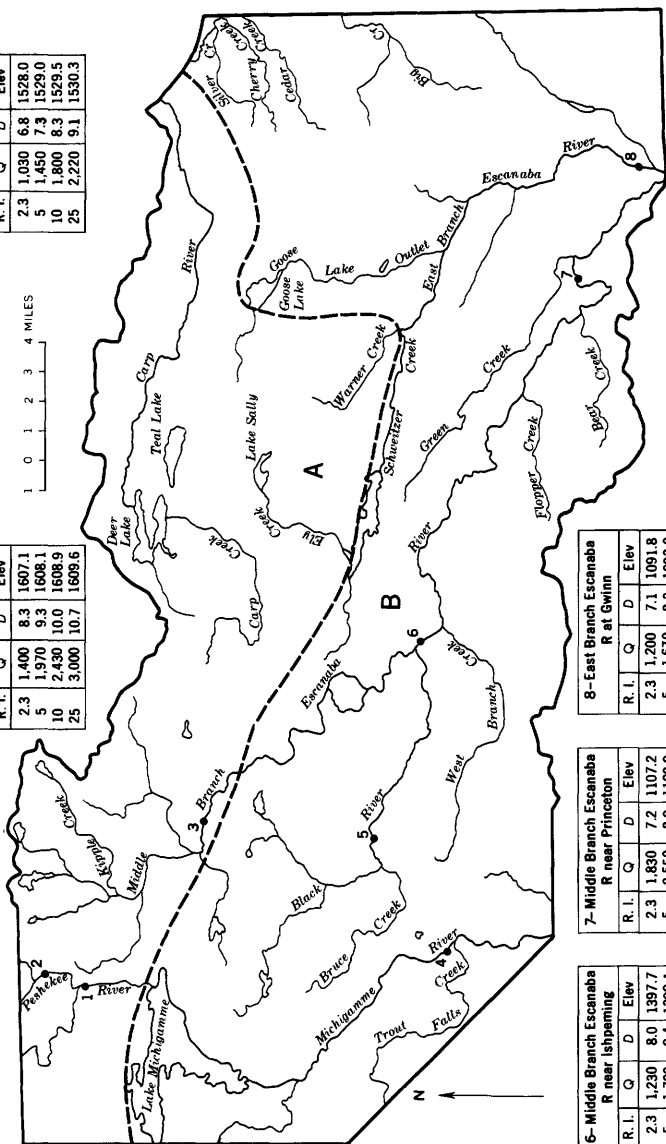 R. I. Q D Elev
2.3 1,400 8.3 1607.1
5 1,970 9.3 1608.1
10 2,430 10.0 1608.9
25 3,000 10.7 1609.6
R. I. Q D Elev
2.3 1,030 6.8 1528.0
5 1,450 7.3 1529.0
10 1,800 8.3 1529.5
25 2,220 9.1 1530.3
1 0 1 2 3 4 MILES
Peshekee
River
1
2
Kipple
Creek
Middle
Branch
3
Escanaba
River
Lake Michigamme
Deer
Lake
Teal Lake
Carp
River
Carp
Creek
Lake Sally
Ely
Creek
A
Goose
Lake
Goose
Lake
Outlet
Silver
Cr
Cherry
Creek
Cedar
Creek
Big
Cr
Warner
Creek
Schweitzer
Creek
East
Branch
Escanaba
River
8
B
Black
River
5
6
Bruce
Creek
Michigamme
River
4
Trout
Falls
Creek
West
Branch
Creek
Green
Creek
Flopper
Creek
Bear
Creek
7
N
6–Middle Branch Escanaba
R near Ishpeming
R. I. Q D Elev
2.3 1,230 8.0 1397.7
7–Middle Branch Escanaba
R near Princeton
R. I. Q D Elev
2.3 1,830 7.2 1107.2
8–East Branch Escanaba
R at Gwinn
R. I. Q D Elev
2.3 1,200 7.1 1091.8